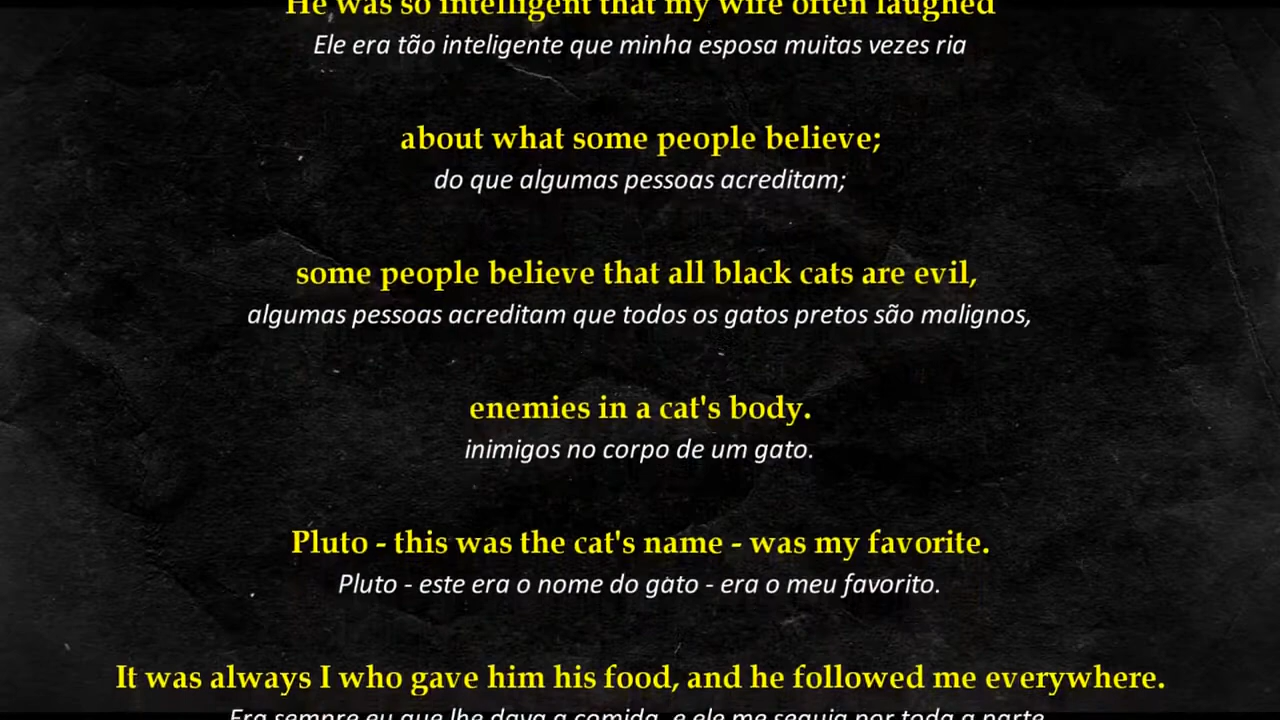 He was so intelligent that my wife often laughed
Ele era tão inteligente que minha esposa muitas vezes ria
about what some people believe;
do que algumas pessoas acreditam;
some people believe that all black cats are evil,
algumas pessoas acreditam que todos os gatos pretos são malignos,
enemies in a cat's body.
inimigos no corpo de um gato.
Pluto - this was the cat's name - was my favorite.
Pluto - este era o nome do gato - era o meu favorito.
It was always I who gave him his food, and he followed me everywhere.
Era sempre eu que lhe dava a comida, e ele me seguia por toda a parte